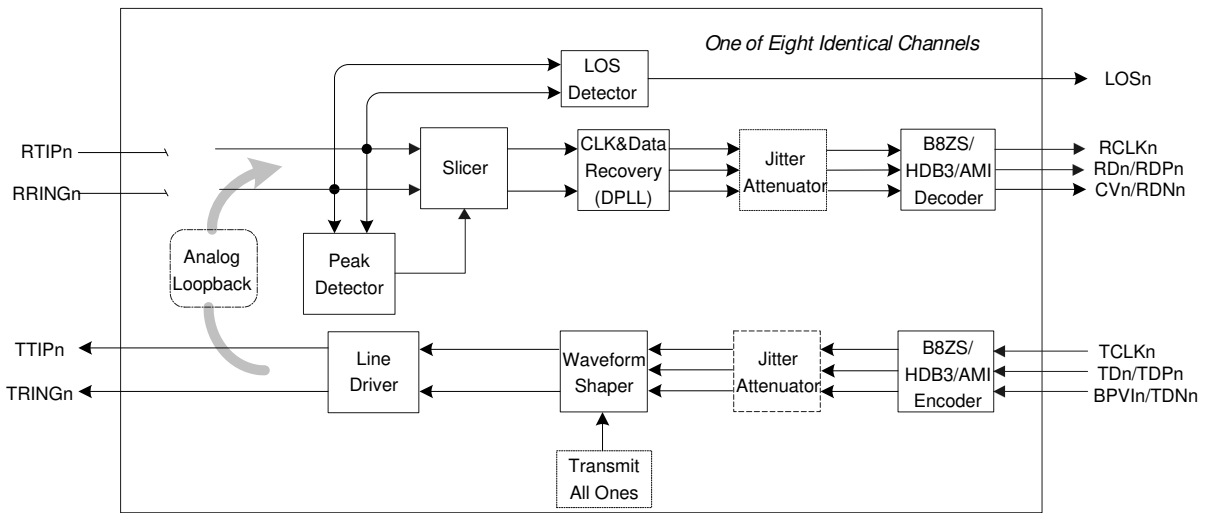 One of Eight Identical Channels
LOS
Detector
LOSn
RTIPn
RRINGn
Slicer
CLK&Data
Recovery
(DPLL)
Jitter
Attenuator
B8ZS/
HDB3/AMI
Decoder
RCLKn
RDn/RDPn
CVn/RDNn
Analog
Loopback
Peak
Detector
TTIPn
TRINGn
Line
Driver
Waveform
Shaper
Jitter
Attenuator
B8ZS/
HDB3/AMI
Encoder
TCLKn
TDn/TDPn
BPVIn/TDNn
Transmit
All Ones